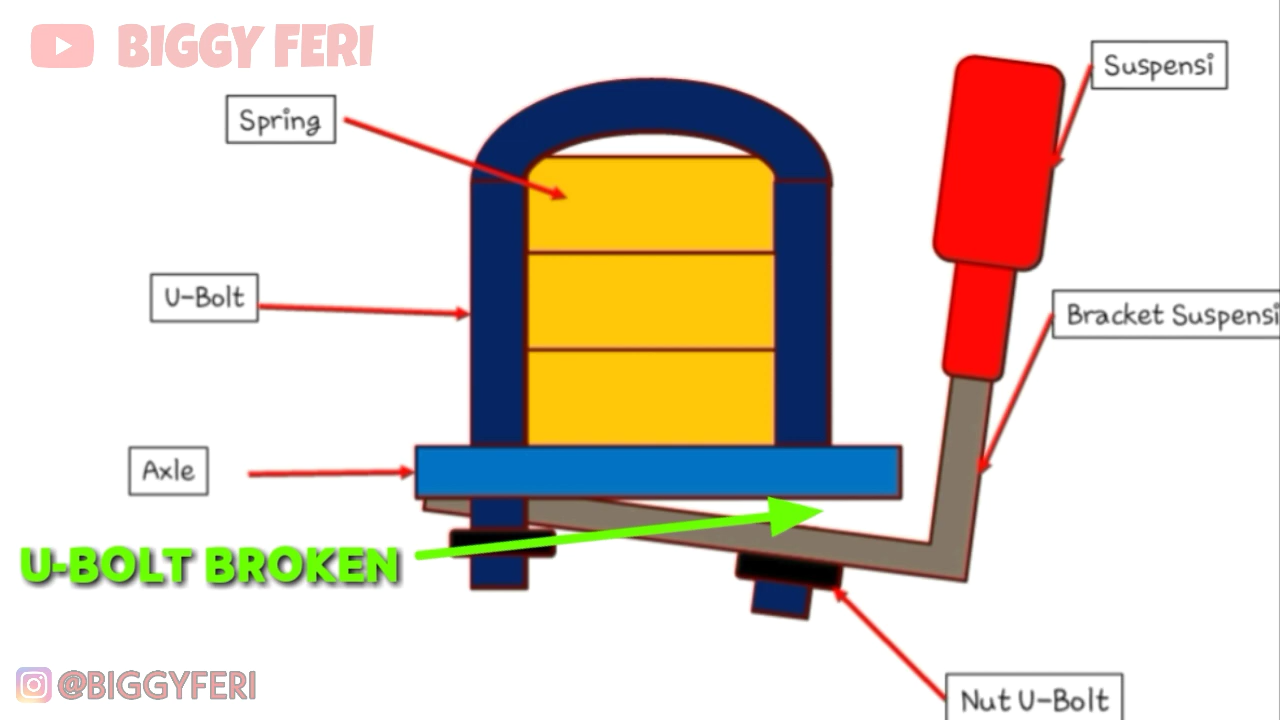 BIGGY FERI
Suspensi
Spring
U-Bolt
Bracket Suspensi
Axle
U-BOLT BROKEN
@BIGGYFERI
Nut U-Bolt